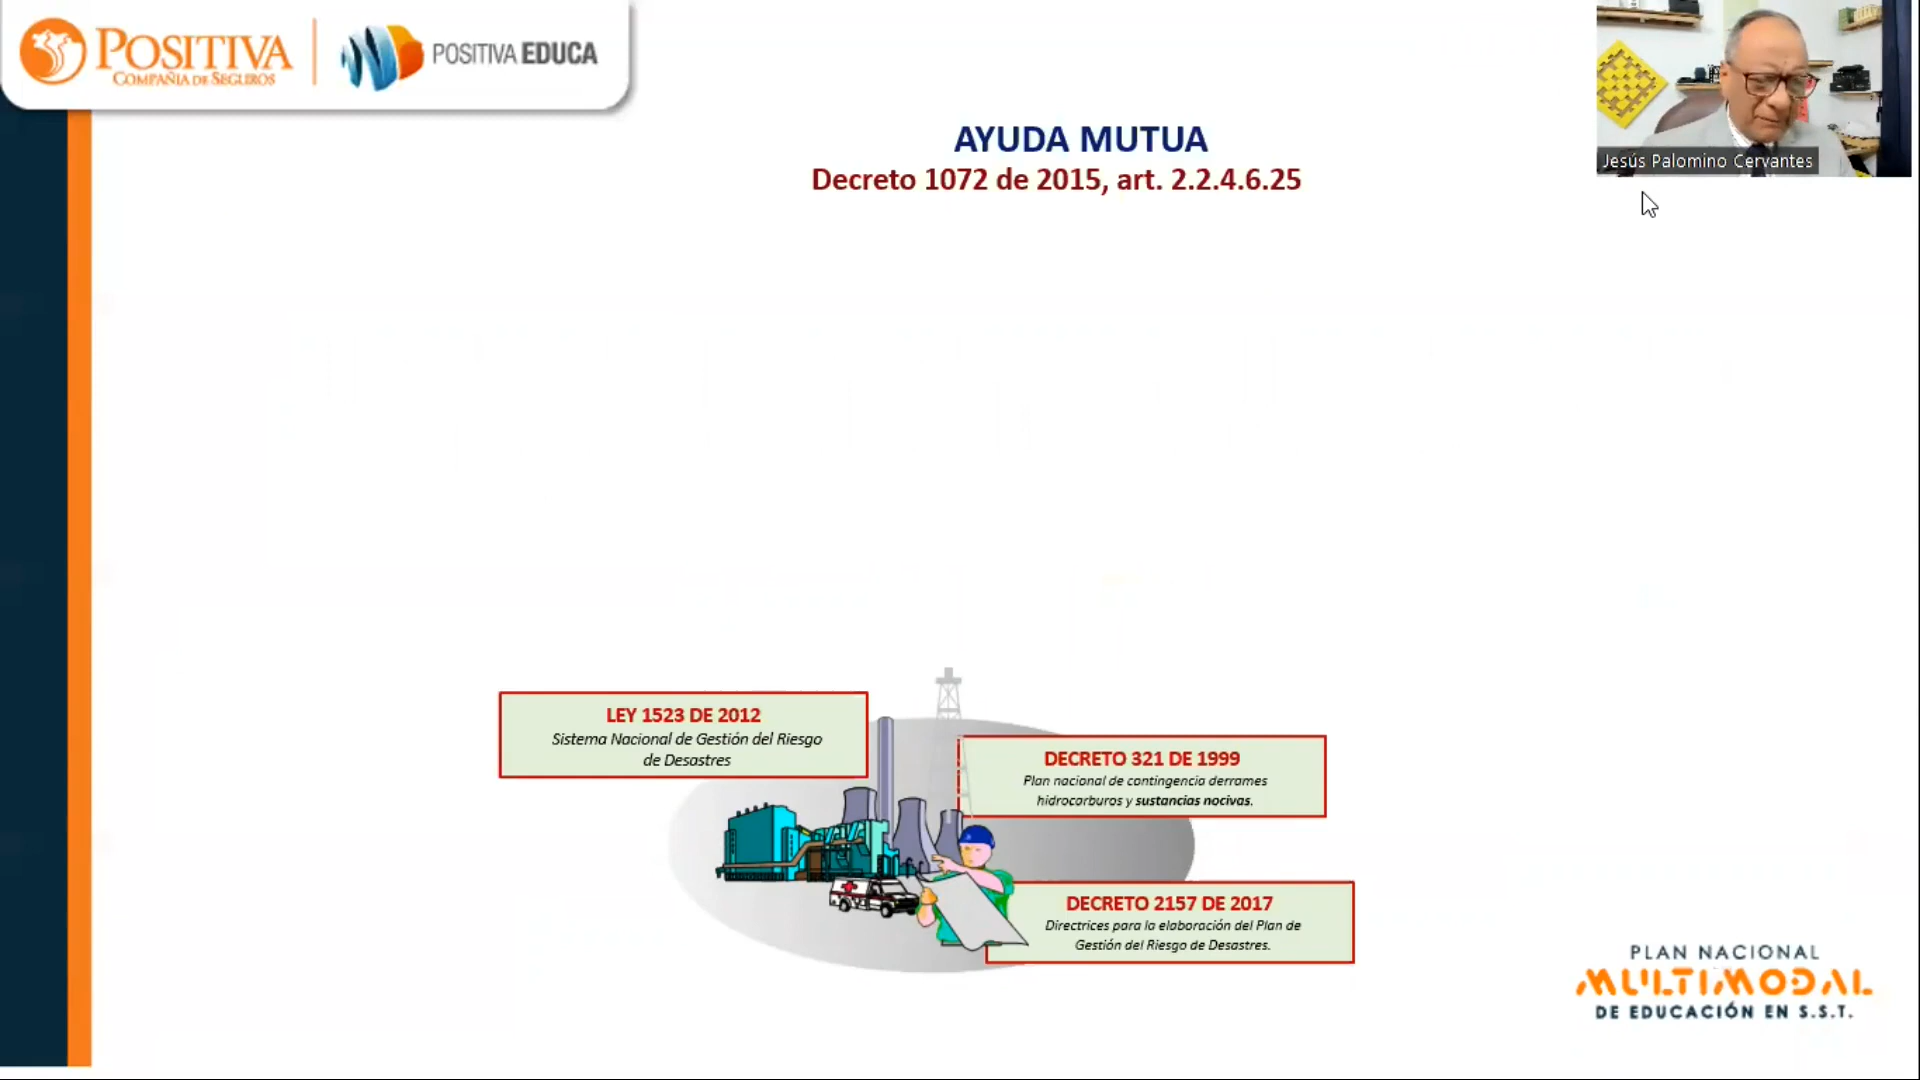 POSITIVA
COMPAÑIA DE SEGUROS
POSITIVA EDUCA
Jesús Palomino Cervantes
AYUDA MUTUA
Decreto 1072 de 2015, art. 2.2.4.6.25
LEY 1523 DE 2012
Sistema Nacional de Gestión del Riesgo
de Desastres
DECRETO 321 DE 1999
Plan nacional de contingencia derrames
hidrocarburos y sustancias nocivas.
DECRETO 2157 DE 2017
Directrices para la elaboración del Plan de
Gestión del Riesgo de Desastres.
PLAN NACIONAL
MULTIMODAL
DE EDUCACIÓN EN S.S.T.